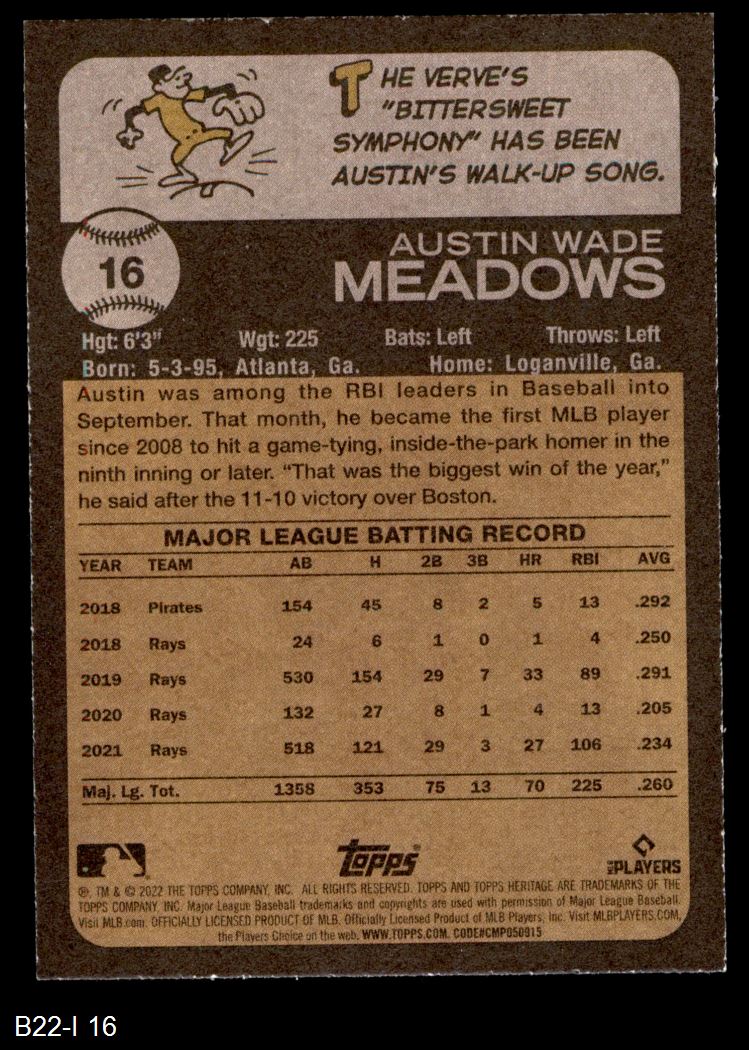 THE VERVE'S
"BITTERSWEET
SYMPHONY" HAS BEEN
AUSTIN'S WALK-UP SONG.
16
AUSTIN WADE
MEADOWS
Hgt: 6'3" Wgt: 225 Bats: Left Throws: Left
Born: 5-3-95, Atlanta, Ga. Home: Loganville, Ga.
Austin was among the RBI leaders in Baseball into
September. That month, he became the first MLB player
since 2008 to hit a game-tying, inside-the-park homer in the
ninth inning or later. “That was the biggest win of the year,”
he said after the 11-10 victory over Boston.
MAJOR LEAGUE BATTING RECORD
YEAR TEAM AB H 2B 3B HR RBI AVG
2018 Pirates 154 45 8 2 5 13 .292
2018 Rays 24 6 1 0 1 4 .250
2019 Rays 530 154 29 7 33 89 .291
2020 Rays 132 27 8 1 4 13 .205
2021 Rays 518 121 29 3 27 106 .234
Maj. Lg. Tot. 1358 353 75 13 70 225 .260
Topps
MLB PLAYERS
®, TM & © 2022 THE TOPPS COMPANY, INC. ALL RIGHTS RESERVED. TOPPS AND TOPPS HERITAGE ARE TRADEMARKS OF THE
TOPPS COMPANY, INC. Major League Baseball trademarks and copyrights are used with permission of Major League Baseball.
Visit MLB.com. OFFICIALLY LICENSED PRODUCT OF MLB. Officially Licensed Product of MLB Players, Inc. Visit MLBPLAYERS.COM,
the Players Choice on the web. WWW.TOPPS.COM. CODE#CMP050915
B22-I 16